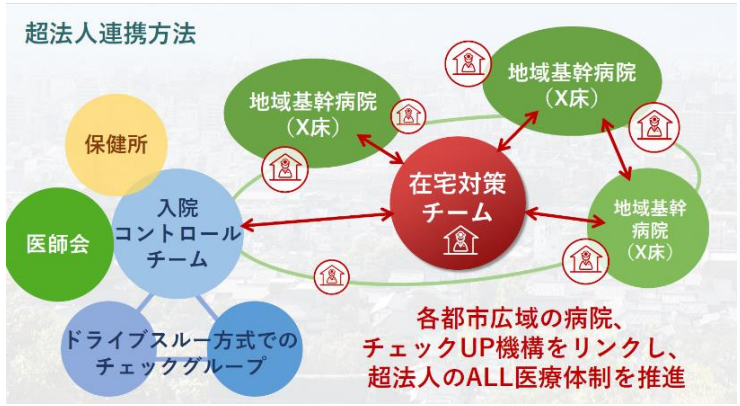 超法人連携方法
地域基幹病院
（X床）
地域基幹病院
（X床）
保健所
在宅対策
チーム
入院
コントロール
チーム
医師会
地域基幹
病院
（X床）
ドライブスルー方式での
チェックグループ
各都市広域の病院、
チェックUP機構をリンクし、
超法人のALL医療体制を推進